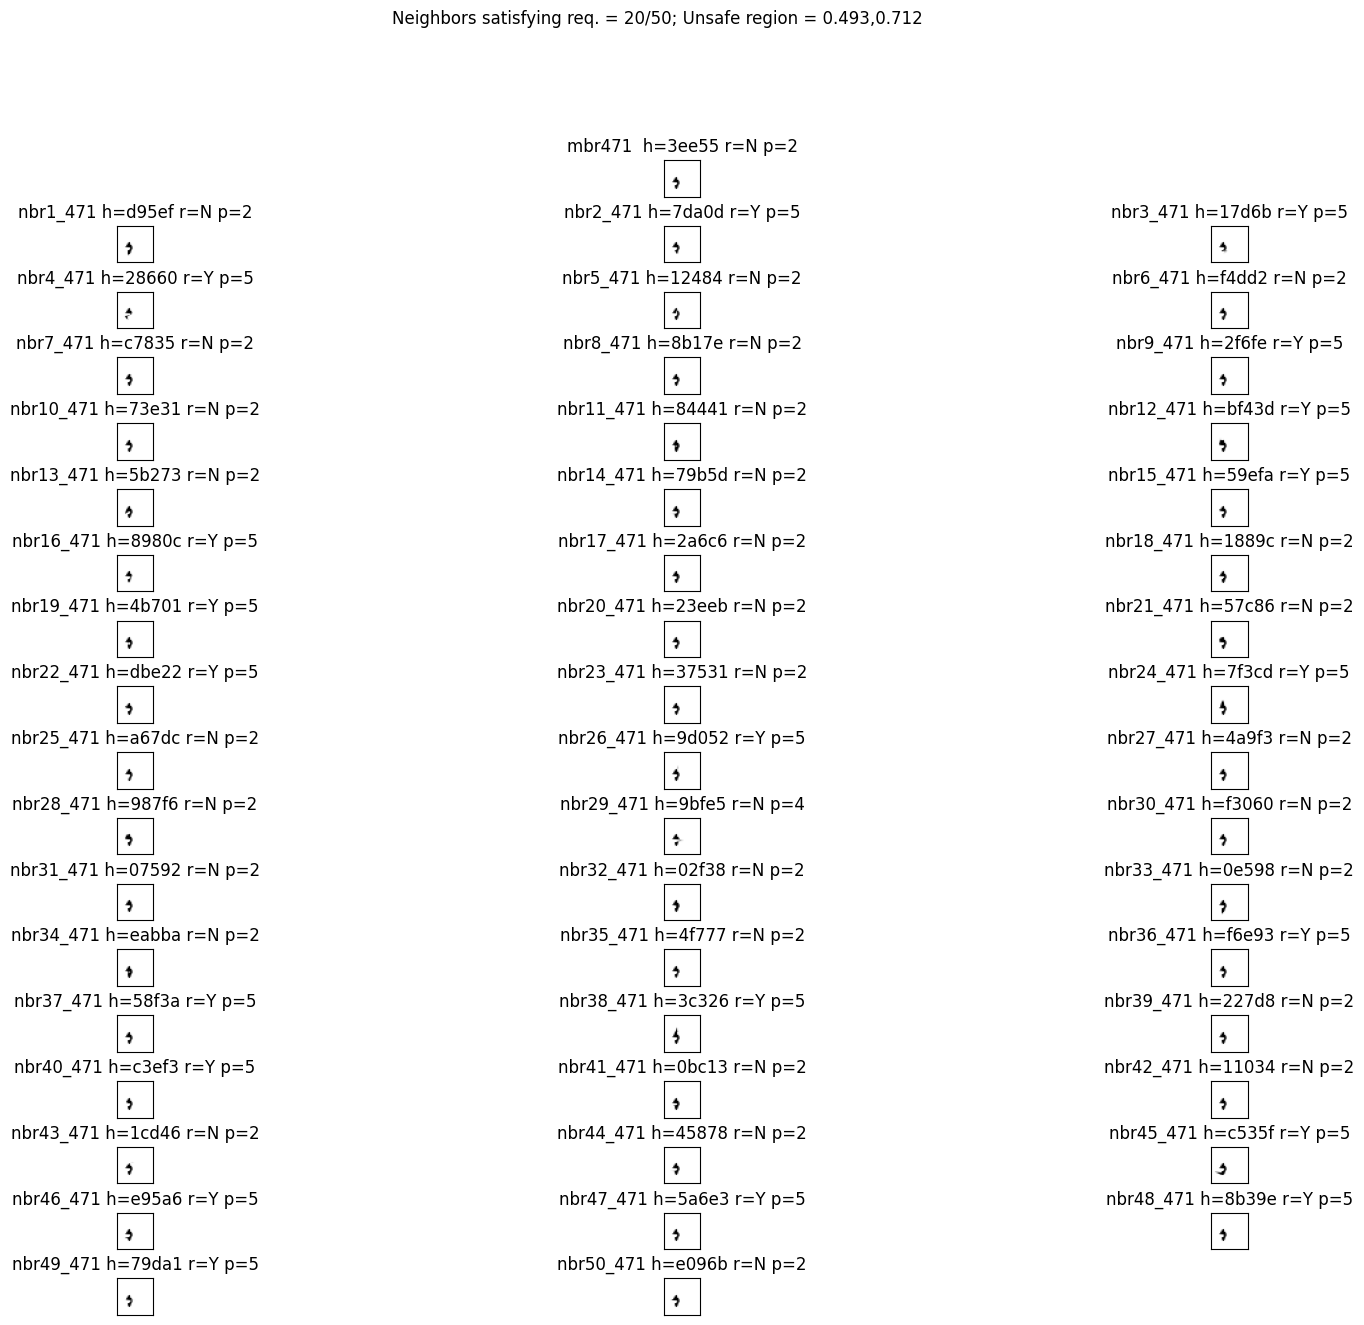 Neighbors satisfying req. = 20/50; Unsafe region = 0.493,0.712
mbr471  h=3ee55 r=N p=2
nbr1_471 h=d95ef r=N p=2
nbr2_471 h=7da0d r=Y p=5
nbr3_471 h=17d6b r=Y p=5
nbr4_471 h=28660 r=Y p=5
nbr5_471 h=12484 r=N p=2
nbr6_471 h=f4dd2 r=N p=2
nbr7_471 h=c7835 r=N p=2
nbr8_471 h=8b17e r=N p=2
nbr9_471 h=2f6fe r=Y p=5
nbr10_471 h=73e31 r=N p=2
nbr11_471 h=84441 r=N p=2
nbr12_471 h=bf43d r=Y p=5
nbr13_471 h=5b273 r=N p=2
nbr14_471 h=79b5d r=N p=2
nbr15_471 h=59efa r=Y p=5
nbr16_471 h=8980c r=Y p=5
nbr17_471 h=2a6c6 r=N p=2
nbr18_471 h=1889c r=N p=2
nbr19_471 h=4b701 r=Y p=5
nbr20_471 h=23eeb r=N p=2
nbr21_471 h=57c86 r=N p=2
nbr22_471 h=dbe22 r=Y p=5
nbr23_471 h=37531 r=N p=2
nbr24_471 h=7f3cd r=Y p=5
nbr25_471 h=a67dc r=N p=2
nbr26_471 h=9d052 r=Y p=5
nbr27_471 h=4a9f3 r=N p=2
nbr28_471 h=987f6 r=N p=2
nbr29_471 h=9bfe5 r=N p=4
nbr30_471 h=f3060 r=N p=2
nbr31_471 h=07592 r=N p=2
nbr32_471 h=02f38 r=N p=2
nbr33_471 h=0e598 r=N p=2
nbr34_471 h=eabba r=N p=2
nbr35_471 h=4f777 r=N p=2
nbr36_471 h=f6e93 r=Y p=5
nbr37_471 h=58f3a r=Y p=5
nbr38_471 h=3c326 r=Y p=5
nbr39_471 h=227d8 r=N p=2
nbr40_471 h=c3ef3 r=Y p=5
nbr41_471 h=0bc13 r=N p=2
nbr42_471 h=11034 r=N p=2
nbr43_471 h=1cd46 r=N p=2
nbr44_471 h=45878 r=N p=2
nbr45_471 h=c535f r=Y p=5
nbr46_471 h=e95a6 r=Y p=5
nbr47_471 h=5a6e3 r=Y p=5
nbr48_471 h=8b39e r=Y p=5
nbr49_471 h=79da1 r=Y p=5
nbr50_471 h=e096b r=N p=2